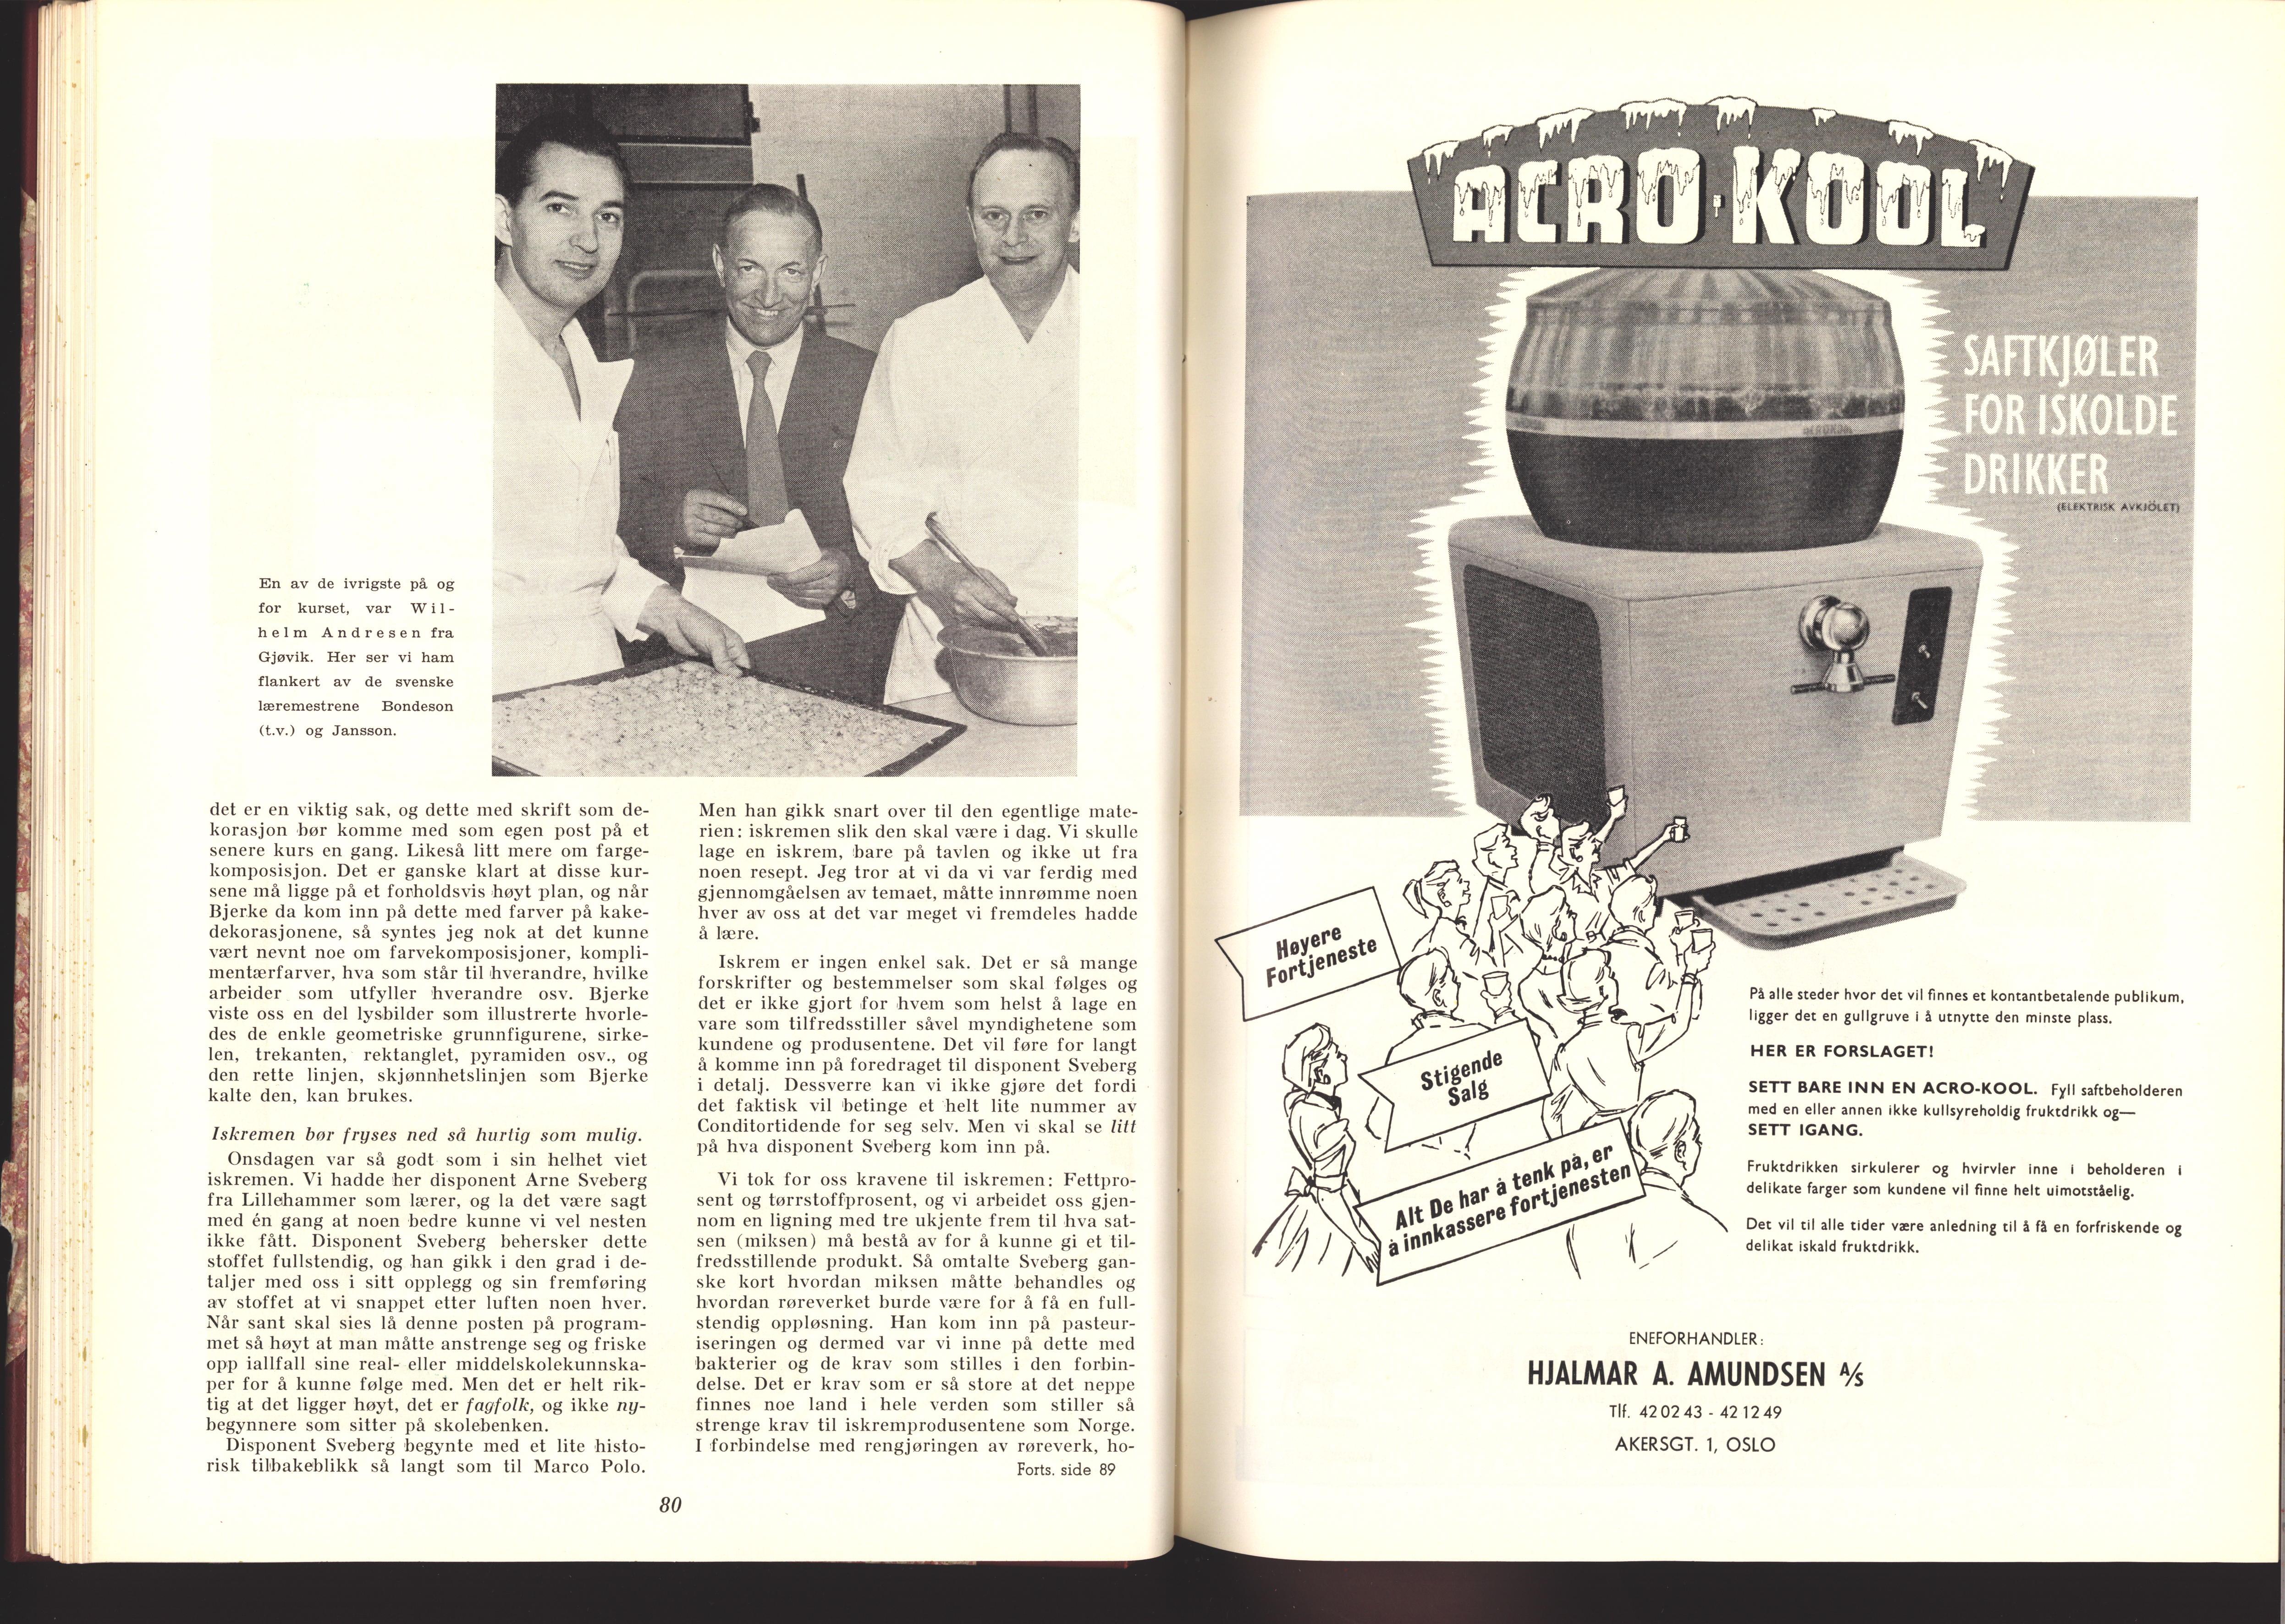 En av de ivrigste på og
for kurset, var Wil-
helm Andresen fra
Gjøvik. Her ser vi ham
flankert av de svenske
læremestrene Bondeson
(t.v.) og Jansson.
det er en viktig sak, og dette med skrift som de-
korasjon bør komme med som egen post på et
senere kurs en gang. Likeså litt mere om farge-
komposisjon. Det er ganske klart at disse kur-
sene må ligge på et forholdsvis høyt plan, og når
Bjerke da kom inn på dette med farver på kake-
dekorasjonene, så syntes jeg nok at det kunne
vært nevnt noe om farvekomposisjoner, kompli-
mentærfarver, hva som står til hverandre, hvilke
arbeider som utfyller hverandre osv. Bjerke
viste oss en del lysbilder som illustrerte hvorle-
des de enkle geometriske grunnfigurene, sirke-
len, trekanten, rektanglet, pyramiden osv., og
den rette linjen, skjønnhetslinjen som Bjerke
kalte den, kan brukes.
Iskremen bør fryses ned så hurtig som mulig.
Onsdagen var så godt som i sin helhet viet
iskremen. Vi hadde her disponent Arne Sveberg
fra Lillehammer som lærer, og la det være sagt
med én gang at noen bedre kunne vi vel nesten
ikke fått. Disponent Sveberg behersker dette
stoffet fullstendig, og han gikk i den grad i de-
taljer med oss i sitt opplegg og sin fremføring
av stoffet at vi snappet etter luften noen hver.
Når sant skal sies lå denne posten på program-
met så høyt at man måtte anstrenge seg og friske
opp iallfall sine real- eller middelskolekunnska-
per for å kunne følge med. Men det er helt rik-
tig at det ligger høyt, det er fagfolk, og ikke ny-
begynnere som sitter på skolebenken.
Disponent Sveberg begynte med et lite histo-
risk tilbakeblikk så langt som til Marco Polo.
Men han gikk snart over til den egentlige mate-
rien: iskremen slik den skal være i dag. Vi skulle
lage en iskrem, bare på tavlen og ikke ut fra
noen resept. Jeg tror at vi da vi var ferdig med
gjennomgåelsen av temaet, måtte innrømme noen
hver av oss at det var meget vi fremdeles hadde
å lære.
Iskrem er ingen enkel sak. Det er så mange
forskrifter og bestemmelser som skal følges og
det er ikke gjort for hvem som helst å lage en
vare som tilfredsstiller såvel myndighetene som
kundene og produsentene. Det vil føre for langt
å komme inn på foredraget til disponent Sveberg
i detalj. Dessverre kan vi ikke gjøre det fordi
det faktisk vil betinge et helt lite nummer av
Conditortidende for seg selv. Men vi skal se litt
på hva disponent Sveberg kom inn på.
Vi tok for oss kravene til iskremen: Fettpro-
sent og tørrstoffprosent, og vi arbeidet oss gjen-
nom en ligning med tre ukjente frem til hva sat-
sen (miksen) må bestå av for å kunne gi et til-
fredsstillende produkt. Så omtalte Sveberg gan-
ske kort hvordan miksen måtte behandles og
hvordan røreverket burde være for å få en full-
stendig oppløsning. Han kom inn på pasteur-
iseringen og dermed var vi inne på dette med
bakterier og de krav som stilles i den forbin-
delse. Det er krav som er så store at det neppe
finnes noe land i hele verden som stiller så
strenge krav til iskremprodusentene som Norge.
I forbindelse med rengjøringen av røreverk, ho-
Forts. side 89
80
ACRO-KOOL
SAFTKJØLER
FOR ISKOLDE
DRIKKER
(ELEKTRISK AVKJÖLET)
Høyere
Fortjeneste
Stigende
Salg
Alt De har å tenk på, er
å innkassere fortjenesten
På alle steder hvor det vil finnes et kontantbetalende publikum,
ligger det en gullgruve i å utnytte den minste plass.
HER ER FORSLAGET!
SETT BARE INN EN ACRO-KOOL. Fyll saftbeholderen
med en eller annen ikke kullsyreholdig fruktdrikk og—
SETT IGANG.
Fruktdrikken sirkulerer og hvirvler inne i beholderen i
delikate farger som kundene vil finne helt uimotståelig.
Det vil til alle tider være anledning til å få en forfriskende og
delikat iskald fruktdrikk.
ENEFORHANDLER:
HJALMAR A. AMUNDSEN A/S
Tlf. 42 02 43 - 42 12 49
AKERSGT. 1, OSLO